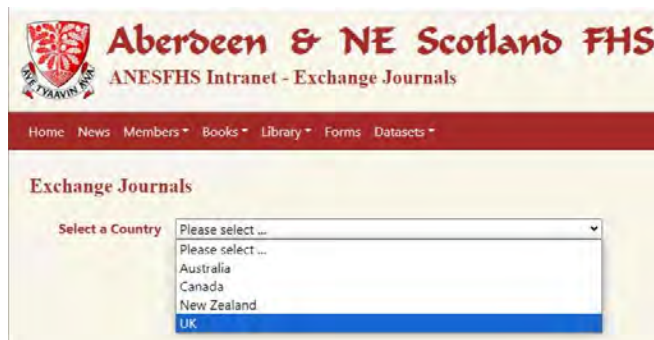 Aberdeen & NE Scotland FHS
ANESFHS Intranet - Exchange Journals
AVE TYAAVIN AWA
Home News Members Books Library Forms Datasets
Exchange Journals
Select a Country Please select ...
Please select ...
Australia
Canada
New Zealand
UK